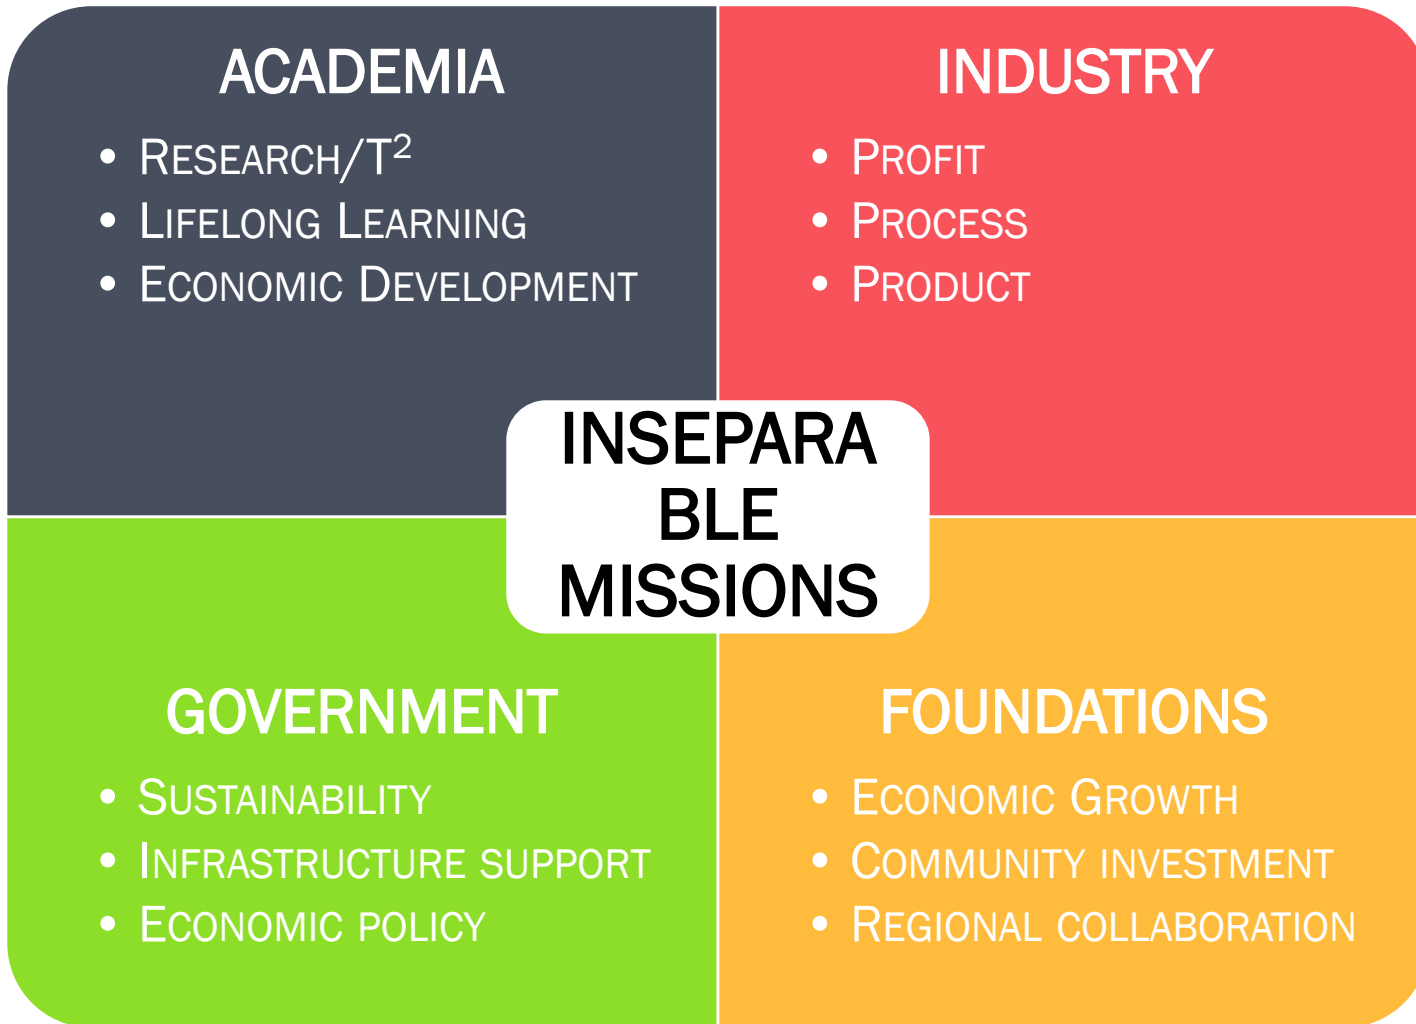 ACADEMIA
• RESEARCH/T²
• LIFELONG LEARNING
• ECONOMIC DEVELOPMENT
INDUSTRY
• PROFIT
• PROCESS
• PRODUCT
INSEPARA
BLE
MISSIONS
GOVERNMENT
• SUSTAINABILITY
• INFRASTRUCTURE SUPPORT
• ECONOMIC POLICY
FOUNDATIONS
• ECONOMIC GROWTH
• COMMUNITY INVESTMENT
• REGIONAL COLLABORATION